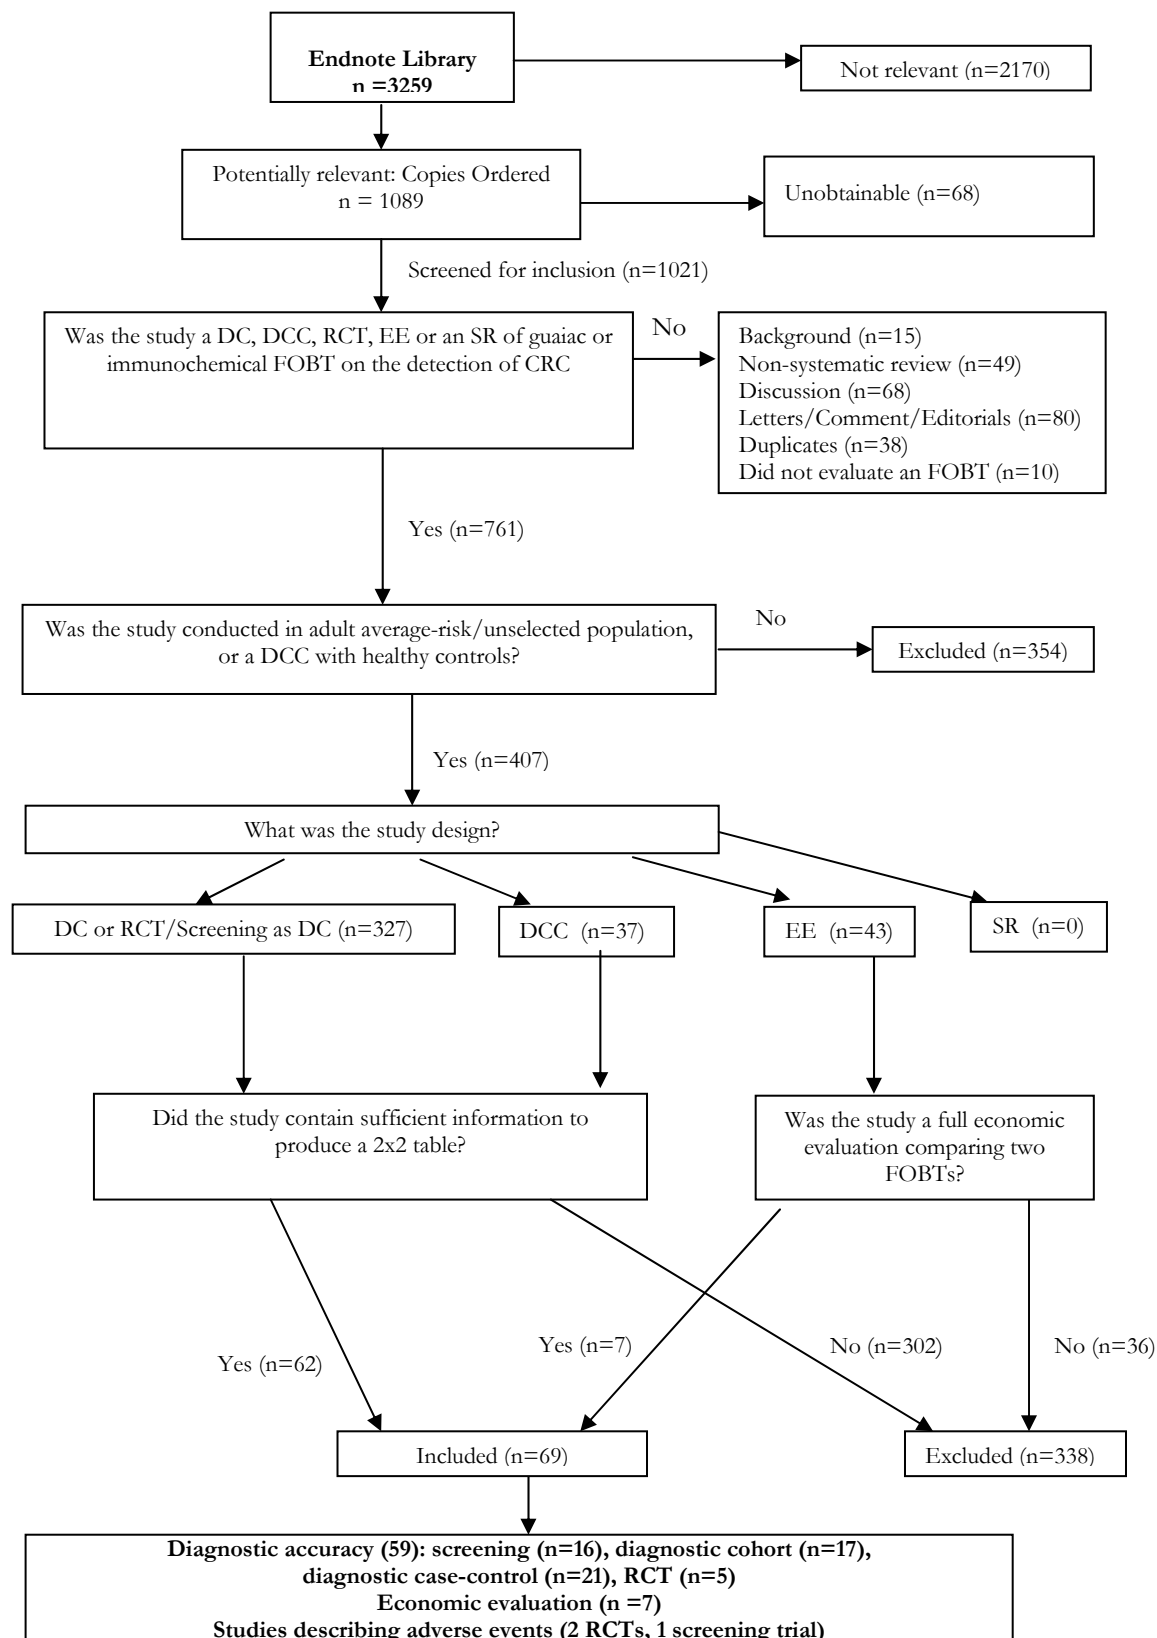 Endnote Library
n =3259
Not relevant (n=2170)
Potentially relevant: Copies Ordered
n = 1089
Unobtainable (n=68)
Screened for inclusion (n=1021)
Was the study a DC, DCC, RCT, EE or an SR of guaiac or
immunochemical FOBT on the detection of CRC
No
Background (n=15)
Non-systematic review (n=49)
Discussion (n=68)
Letters/Comment/Editorials (n=80)
Duplicates (n=38)
Did not evaluate an FOBT (n=10)
Yes (n=761)
Was the study conducted in adult average-risk/unselected population,
or a DCC with healthy controls?
No
Excluded (n=354)
Yes (n=407)
What was the study design?
DC or RCT/Screening as DC (n=327)
DCC (n=37)
EE (n=43)
SR (n=0)
Did the study contain sufficient information to
produce a 2x2 table?
Was the study a full economic
evaluation comparing two
FOBTs?
Yes (n=62)
Yes (n=7)
No (n=302)
No (n=36)
Included (n=69)
Excluded (n=338)
Diagnostic accuracy (59): screening (n=16), diagnostic cohort (n=17),
diagnostic case-control (n=21), RCT (n=5)
Economic evaluation (n =7)
Studies describing adverse events (2 RCTs, 1 screening trial)